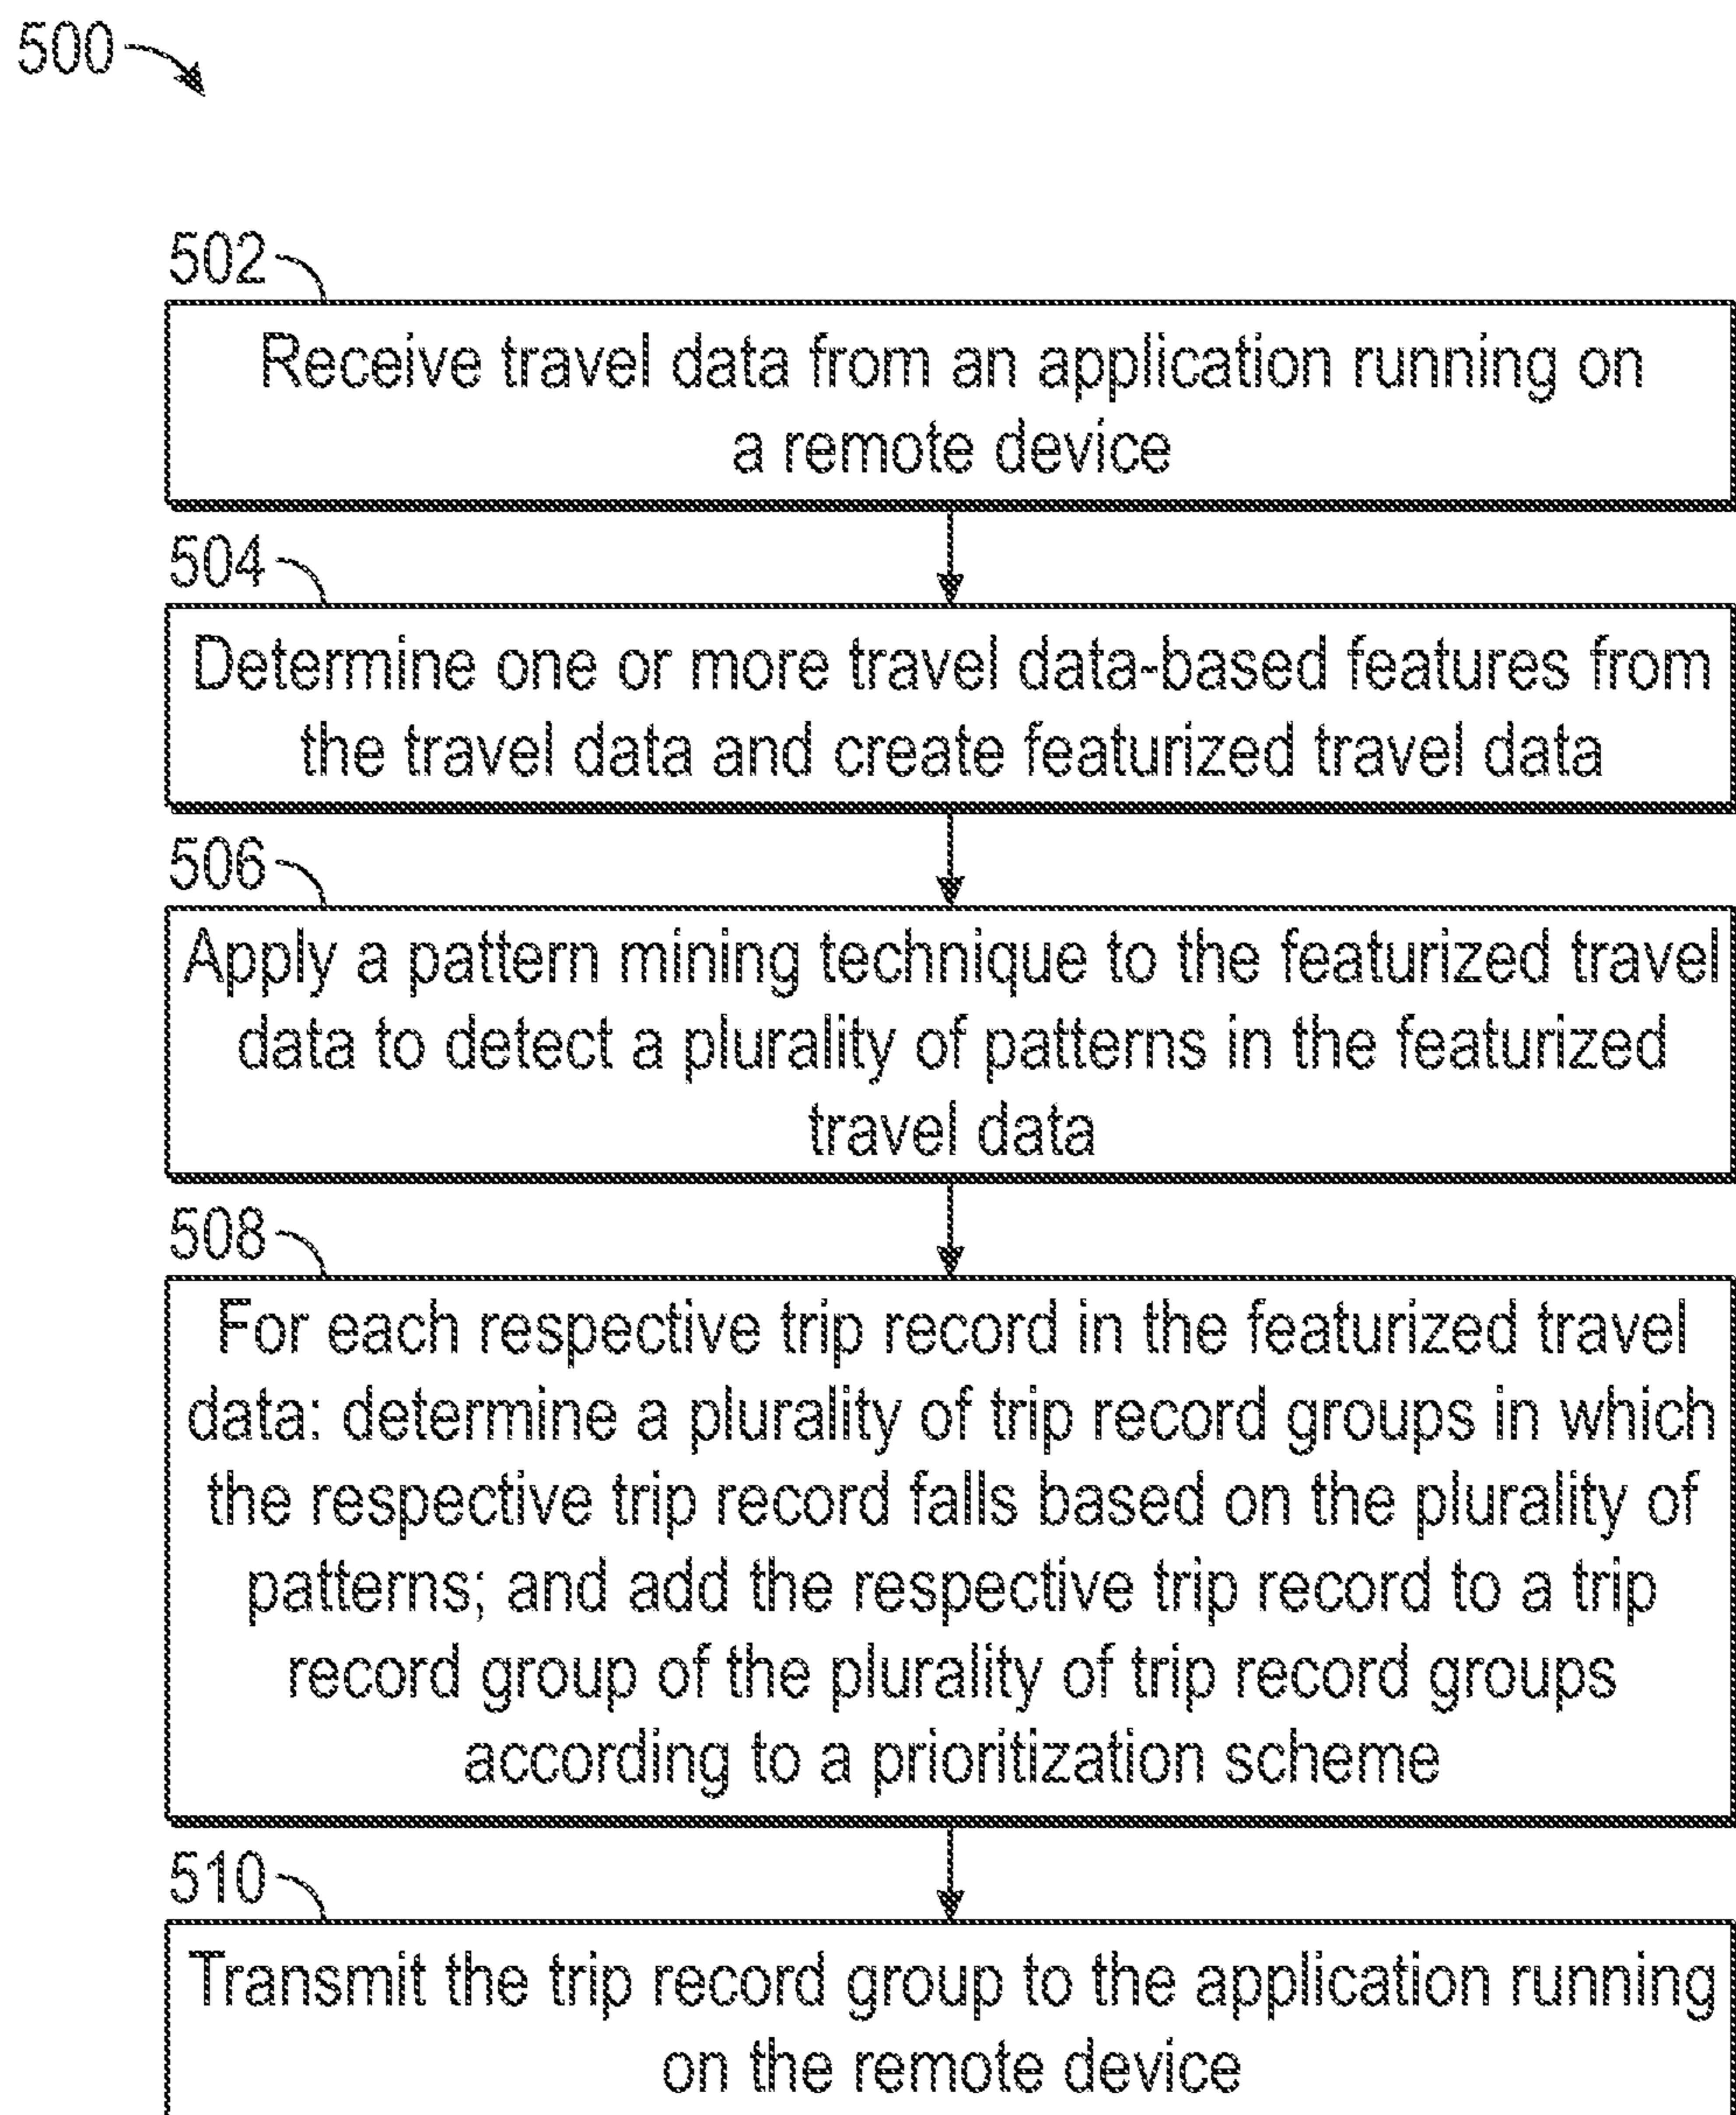 500
502
Receive travel data from an application running on
a remote device
504
Determine one or more travel data-based features from
the travel data and create featurized travel data
506
Apply a pattern mining technique to the featurized travel
data to detect a plurality of patterns in the featurized
travel data
508
For each respective trip record in the featurized travel
data: determine a plurality of trip record groups in which
the respective trip record falls based on the plurality of
patterns; and add the respective trip record to a trip
record group of the plurality of trip record groups
according to a prioritization scheme
510
Transmit the trip record group to the application running
on the remote device